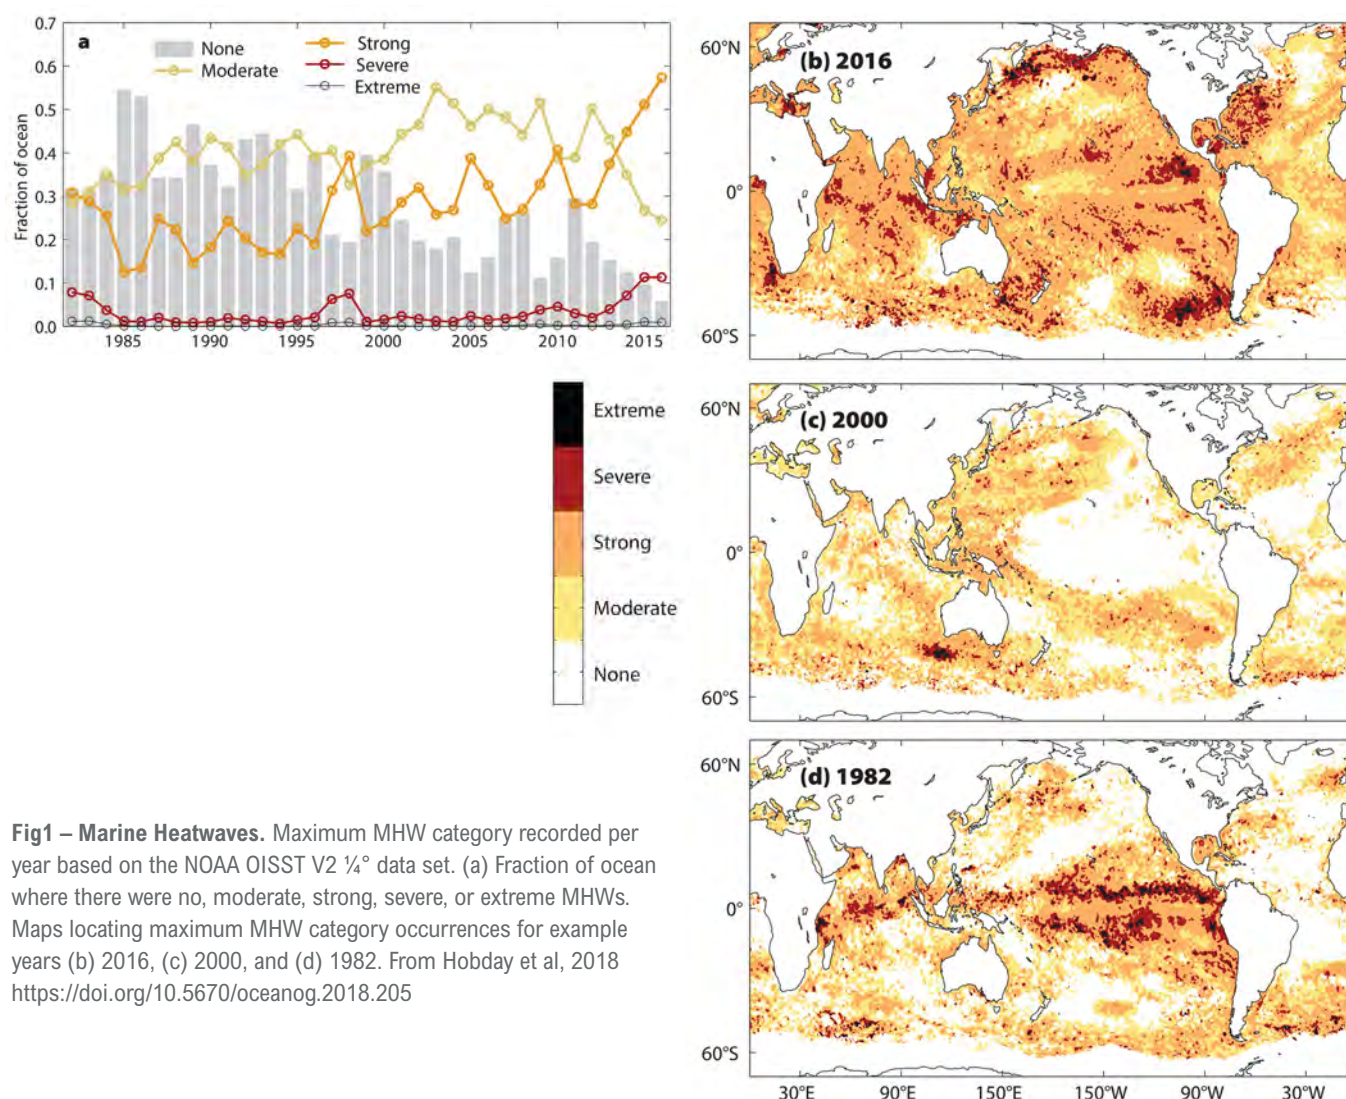 a
None
Moderate
Strong
Severe
Extreme
0.7
0.6
0.5
0.4
0.3
0.2
0.1
0.0
Fraction of ocean
1985 1990 1995 2000 2005 2010 2015
Extreme
Severe
Strong
Moderate
None
(b) 2016
60°N
0°
60°S
(c) 2000
60°N
0°
60°S
(d) 1982
60°N
0°
60°S
30°E 90°E 150°E 150°W 90°W 30°W
Fig1 – Marine Heatwaves. Maximum MHW category recorded per
year based on the NOAA OISST V2 ¼° data set. (a) Fraction of ocean
where there were no, moderate, strong, severe, or extreme MHWs.
Maps locating maximum MHW category occurrences for example
years (b) 2016, (c) 2000, and (d) 1982. From Hobday et al, 2018
https://doi.org/10.5670/oceanog.2018.205